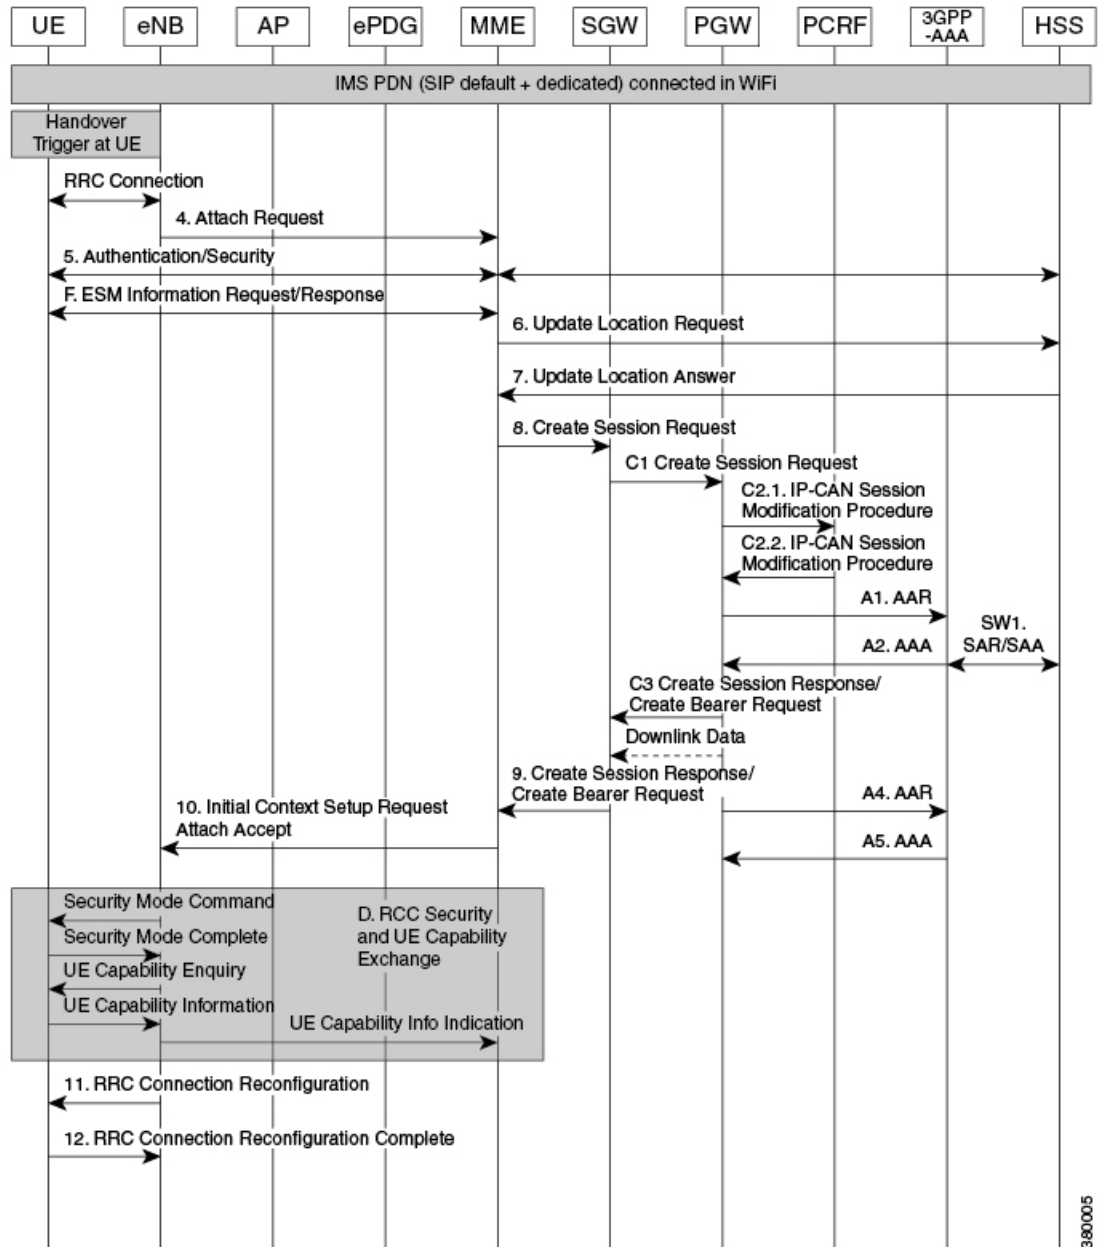 UE eNB AP ePDG MME SGW PGW PCRF 3GPP HSS
-AAA
IMS PDN (SIP default + dedicated) connected in WiFi
Handover
Trigger at UE
RRC Connection
4. Attach Request
5. Authentication/Security
F. ESM Information Request/Response
6. Update Location Request
7. Update Location Answer
8. Create Session Request
C1 Create Session Request
C2.1. IP-CAN Session
Modification Procedure
C2.2. IP-CAN Session
Modification Procedure
A1. AAR
SW1.
A2. AAA SAR/SAA
C3 Create Session Response/
Create Bearer Request
Downlink Data
9. Create Session Response/
Create Bearer Request
A4. AAR
10. Initial Context Setup Request
Attach Accept
A5. AAA
Security Mode Command
D. RCC Security
and UE Capability
Exchange
Security Mode Complete
UE Capability Enquiry
UE Capability Information
UE Capability Info Indication
11. RRC Connection Reconfiguration
12. RRC Connection Reconfiguration Complete
380005